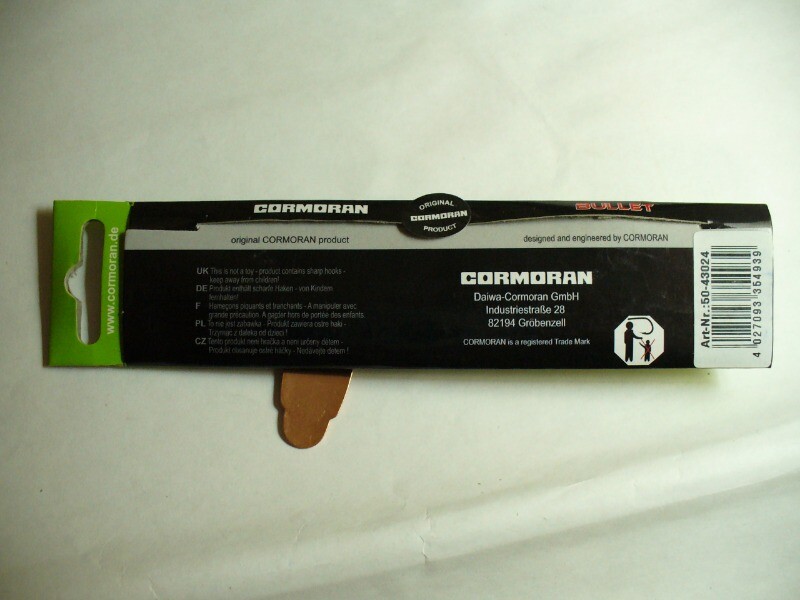 www.cormoran.de
CORMORAN
ORIGINAL
CORMORAN
PRODUCT
BULLET
original CORMORAN product
designed and engineered by CORMORAN
UK This is not a toy - product contains sharp hooks -
keep away from children!
DE Produkt enthält scharfe Haken - von Kindern
fernhalten!
F Hameçons piquants et tranchants - A manipuler avec
grande précaution. A garder hors de portée des enfants.
PL To nie jest zabawka - Produkt zawiera ostre haki -
Trzymać z daleka od dzieci !
CZ Tento produkt není hračka a není určený dětem -
Produkt obsahuje ostré háčky - Nedávejte dětem !
CORMORAN
Daiwa-Cormoran GmbH
Industriestraße 28
82194 Gröbenzell
CORMORAN is a registered Trade Mark
Art-Nr.:50-43024
4 027093 354939